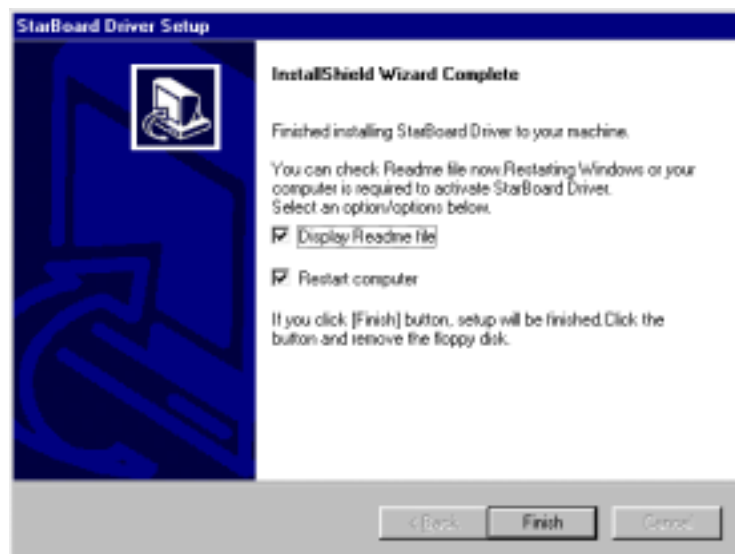 StarBoard Driver Setup
InstallShield Wizard Complete
Finished installing StarBoard Driver to your machine.
You can check Readme file now.Restarting Windows or your
computer is required to activate StarBoard Driver.
Select an option/options below.
Display Readme file
Restart computer
If you click [Finish] button, setup will be finished.Click the
button and remove the floppy disk.
< Back
Finish
Cancel